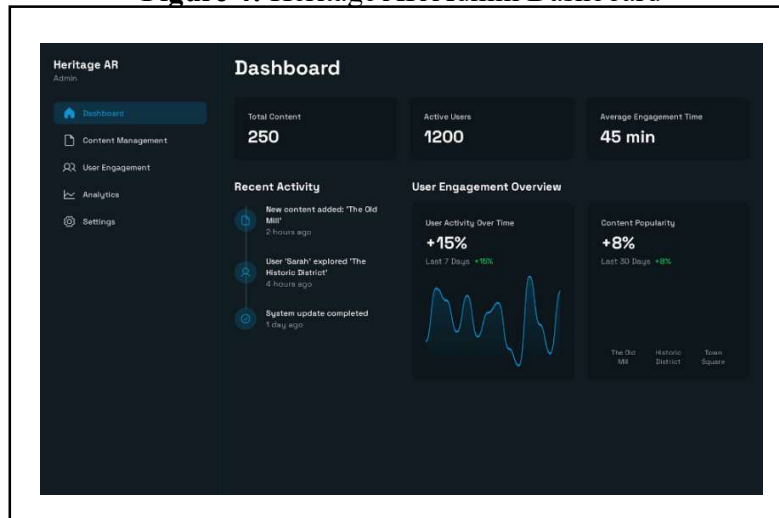 Heritage AR
Admin
Dashboard
Content Management
User Engagement
Analytics
Settings
Dashboard
Total Content
250
Active Users
1200
Average Engagement Time
45 min
Recent Activity
New content added: 'The Old
Mill'
2 hours ago
User 'Sarah' explored 'The
Historic District'
4 hours ago
System update completed
1 day ago
User Engagement Overview
User Activity Over Time
+15%
Last 7 Days +15%
Content Popularity
+8%
Last 30 Days +8%
The Old
Mill
Historic
District
Town
Square